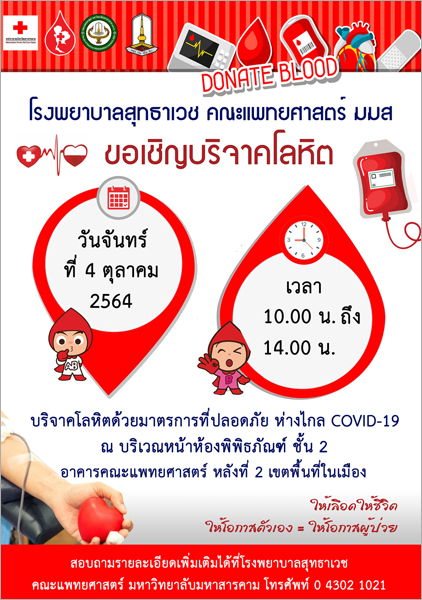 DONATE BLOOD
โรงพยาบาลสุทธาเวช คณะแพทยศาสตร์ มมส
ขอเชิญบริจาคโลหิต
วันจันทร์
ที่ 4 ตุลาคม
2564
เวลา
10.00 น. ถึง
14.00 น.
AB
บริจาคโลหิตด้วยมาตรการที่ปลอดภัย ห่างไกล COVID-19
ณ บริเวณหน้าห้องพิพิธภัณฑ์ ชั้น 2
อาคารคณะแพทยศาสตร์ หลังที่ 2 เขตพื้นที่ในเมือง
ให้เลือดให้ชีวิต
ให้โอกาสตัวเอง = ให้โอกาสผู้ป่วย
สอบถามรายละเอียดเพิ่มเติมได้ที่โรงพยาบาลสุทธาเวช
คณะแพทยศาสตร์ มหาวิทยาลัยมหาสารคาม โทรศัพท์ 0 4302 1021